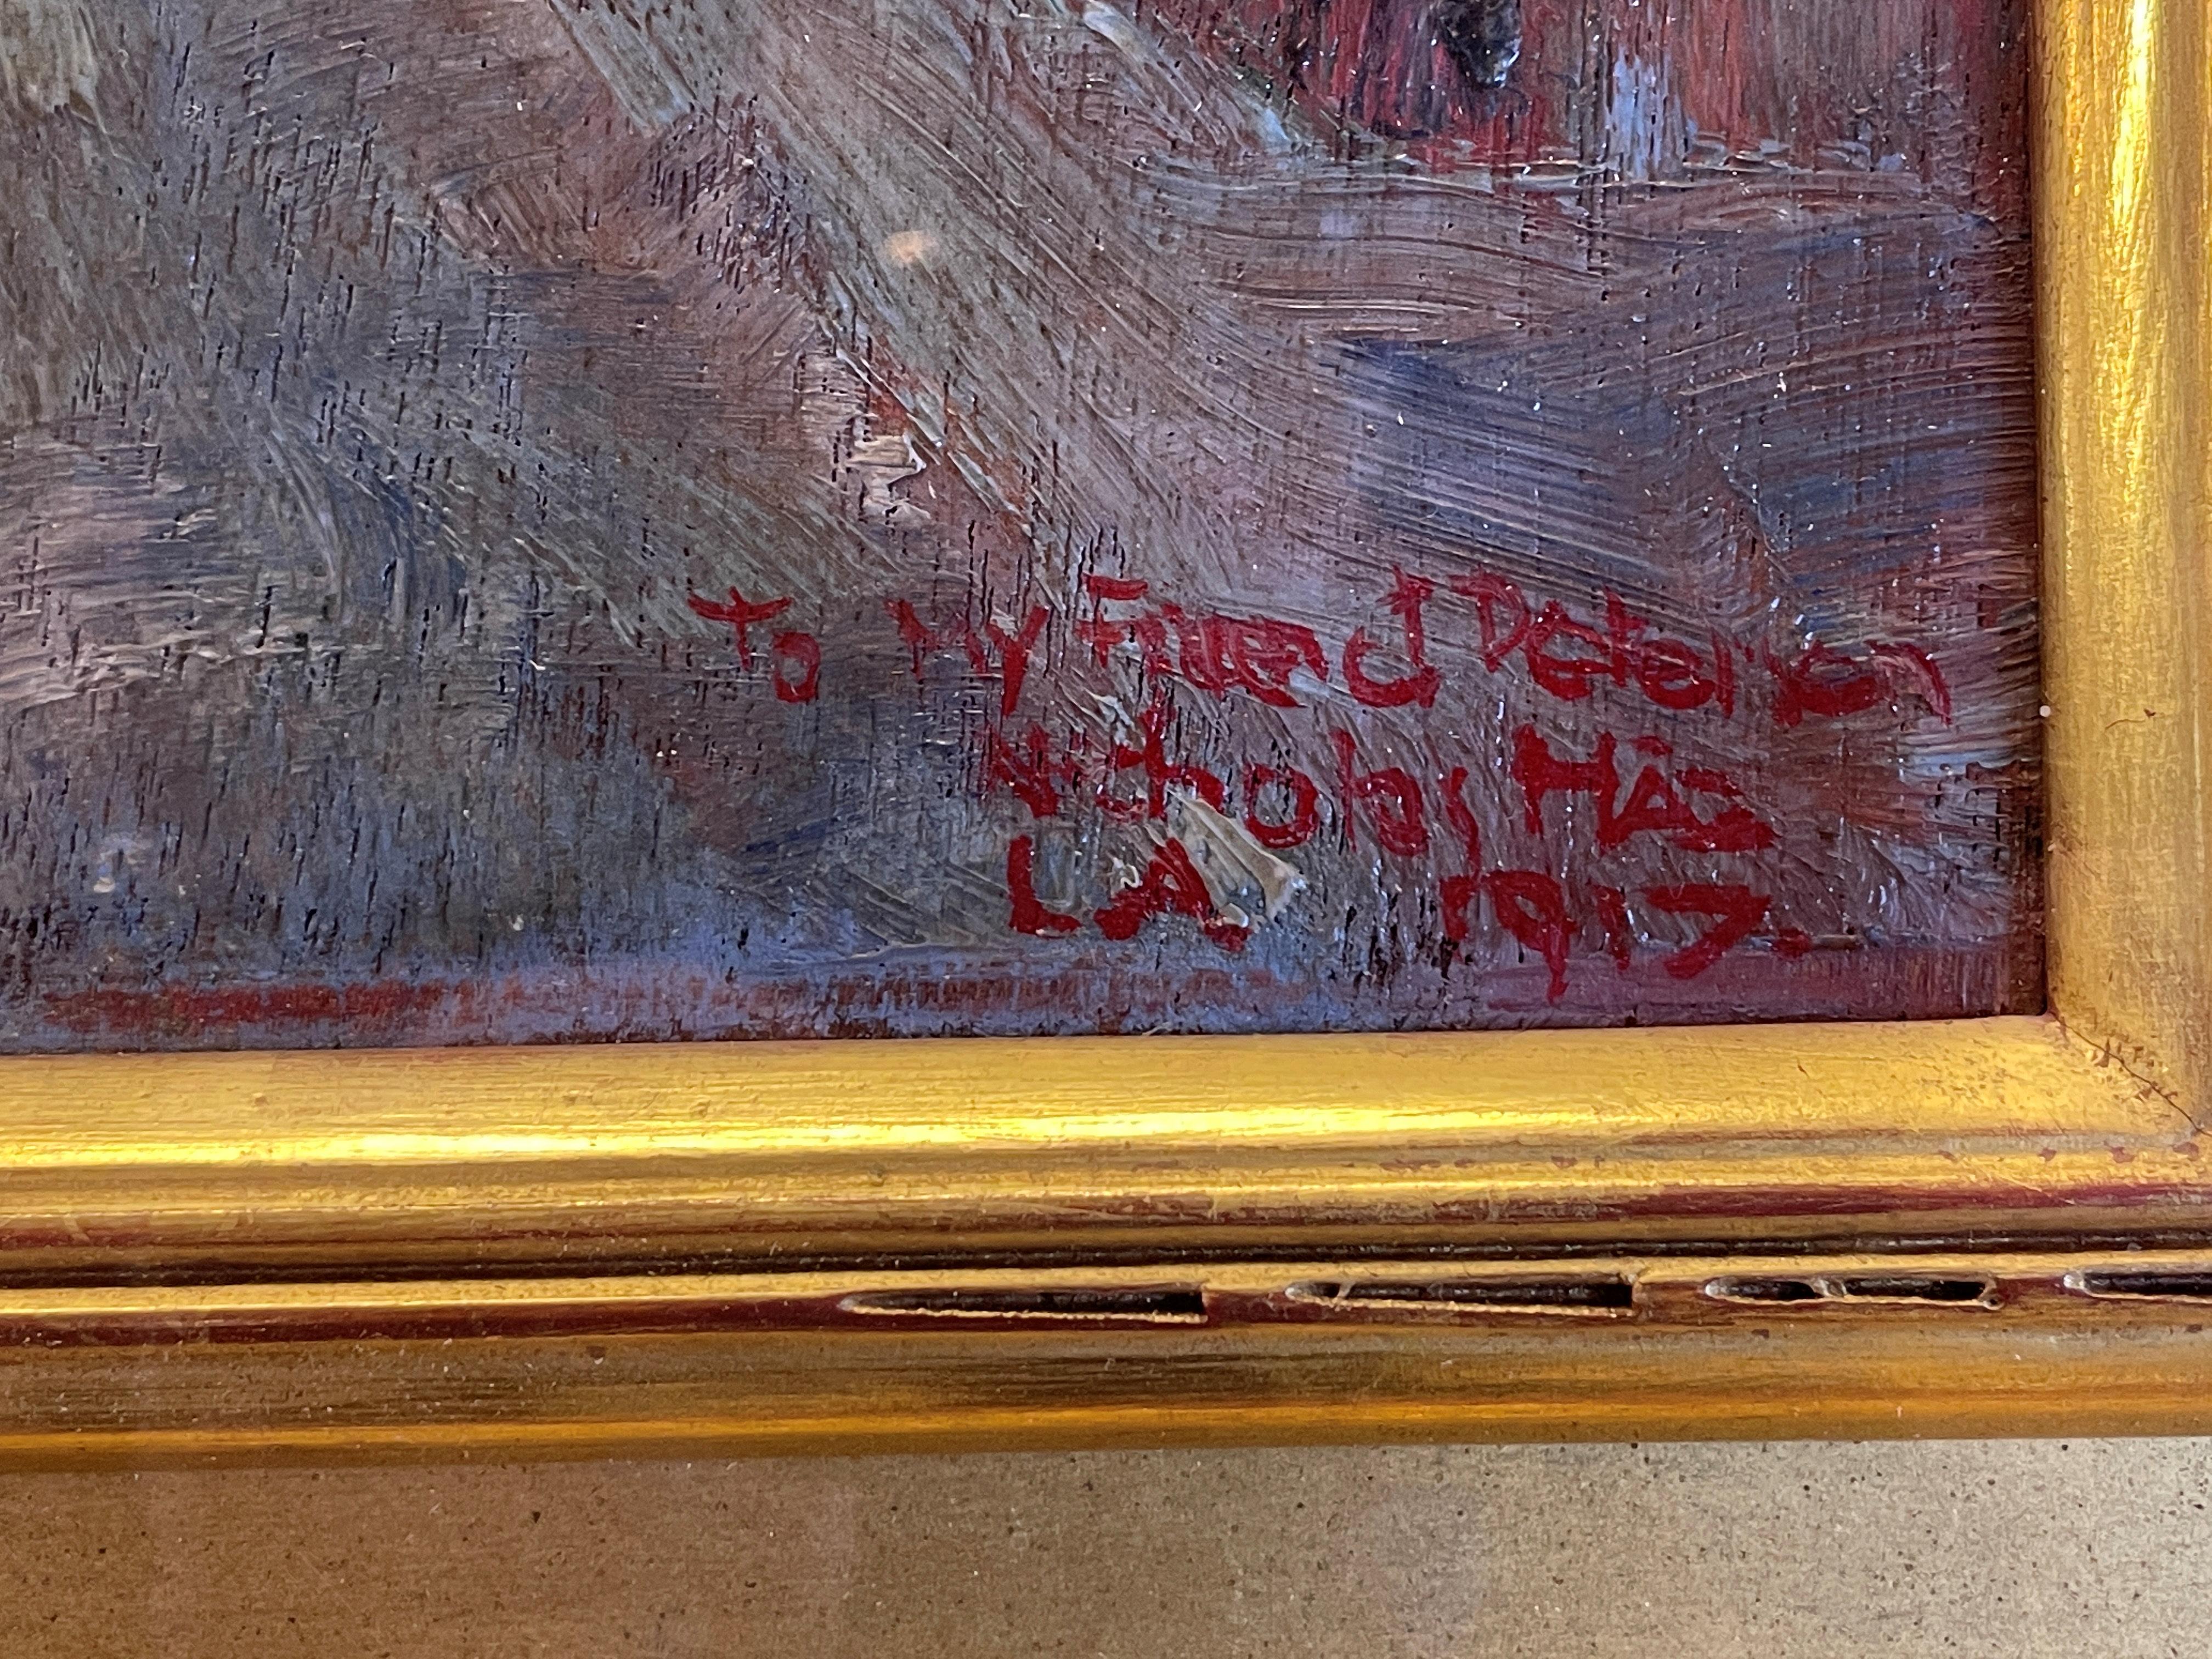 To My Friend Peterson
Nicholas Haz
L A. 1917.